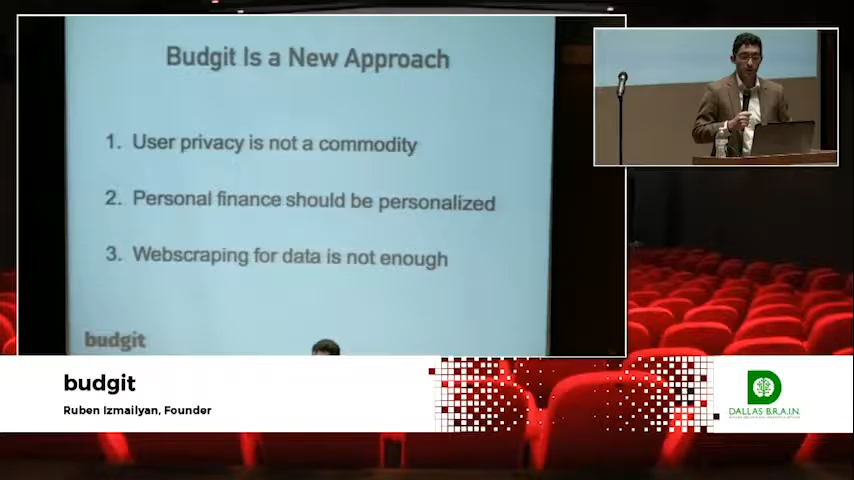 Budgit Is a New Approach
1. User privacy is not a commodity
2. Personal finance should be personalized
3. Webscraping for data is not enough
budgit
budgit
Ruben Izmailyan, Founder
DALLAS B.R.A.I.N.